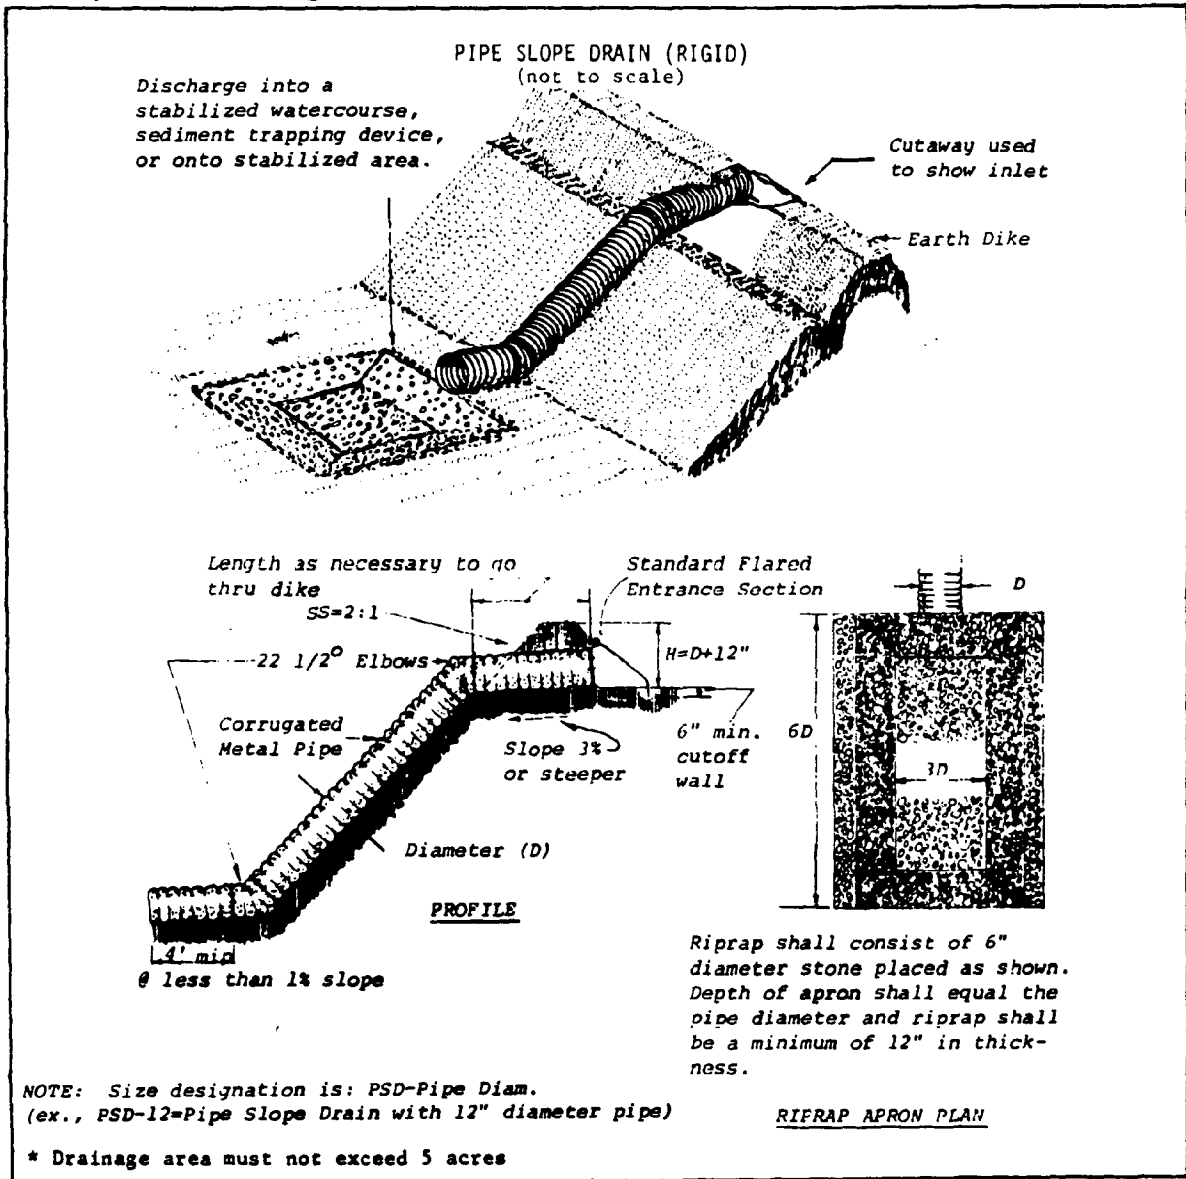 PIPE SLOPE DRAIN (RIGID)
(not to scale)
Discharge into a
stabilized watercourse,
sediment trapping device,
or onto stabilized area.
Cutaway used
to show inlet
Earth Dike
Length as necessary to go
thru dike
SS=2:1
Standard Flared
Entrance Section
D
22 1/2° Elbows
H=D+12"
Corrugated
Metal Pipe
Slope 3%
or steeper
6" min.
cutoff
wall
6D
3D
Diameter (D)
PROFILE
4' min
@ less than 1% slope
Riprap shall consist of 6"
diameter stone placed as shown.
Depth of apron shall equal the
pipe diameter and riprap shall
be a minimum of 12" in thick-
ness.
NOTE: Size designation is: PSD-Pipe Diam.
(ex., PSD-12=Pipe Slope Drain with 12" diameter pipe)
RIPRAP APRON PLAN
* Drainage area must not exceed 5 acres